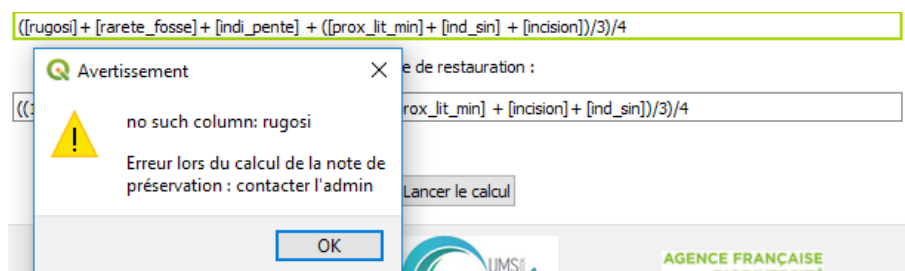 ([rugosi]+ [rarete_fosse]+ [indi_pente] + ([prox_lit_min]+ [ind_sin] + [incision])/3)/4
Avertissement
e de restauration :
rox_lit_min] + [incision]+ [ind_sin])/3)/4
no such column: rugosi
Erreur lors du calcul de la note de
préservation : contacter l'admin
Lancer le calcul
OK
UMS
AGENCE FRANÇAISE